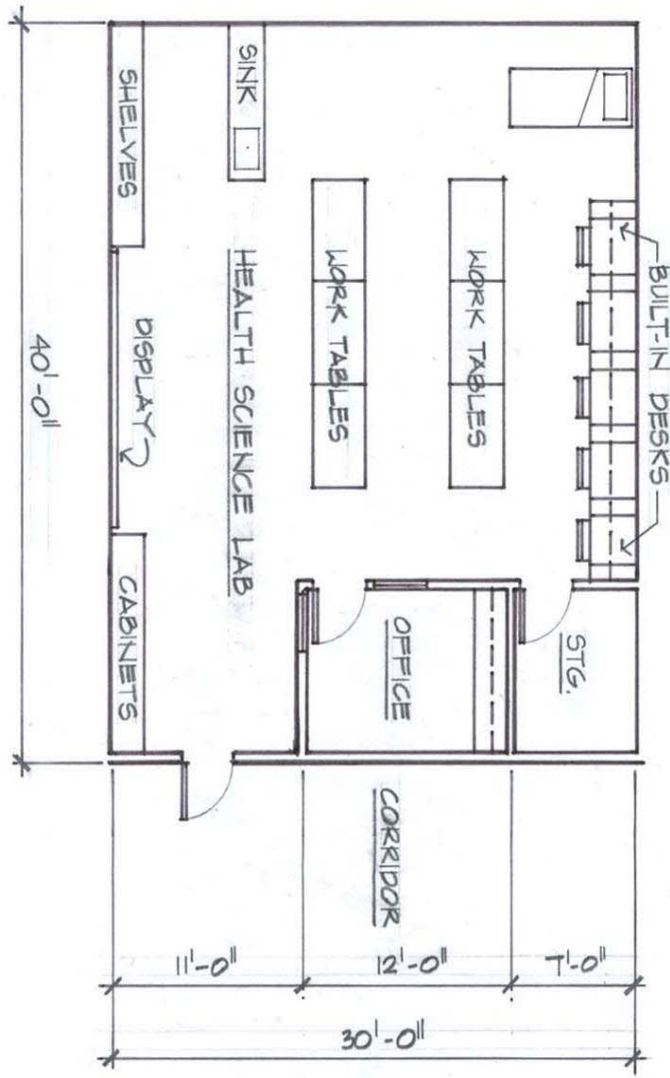 BUILT-IN DESKS
SINK
SHELVES
WORK TABLES
WORK TABLES
HEALTH SCIENCE LAB
DISPLAY
40'-0"
STG.
OFFICE
CABINETS
CORRIDOR
11'-0"
12'-0"
7'-0"
30'-0"